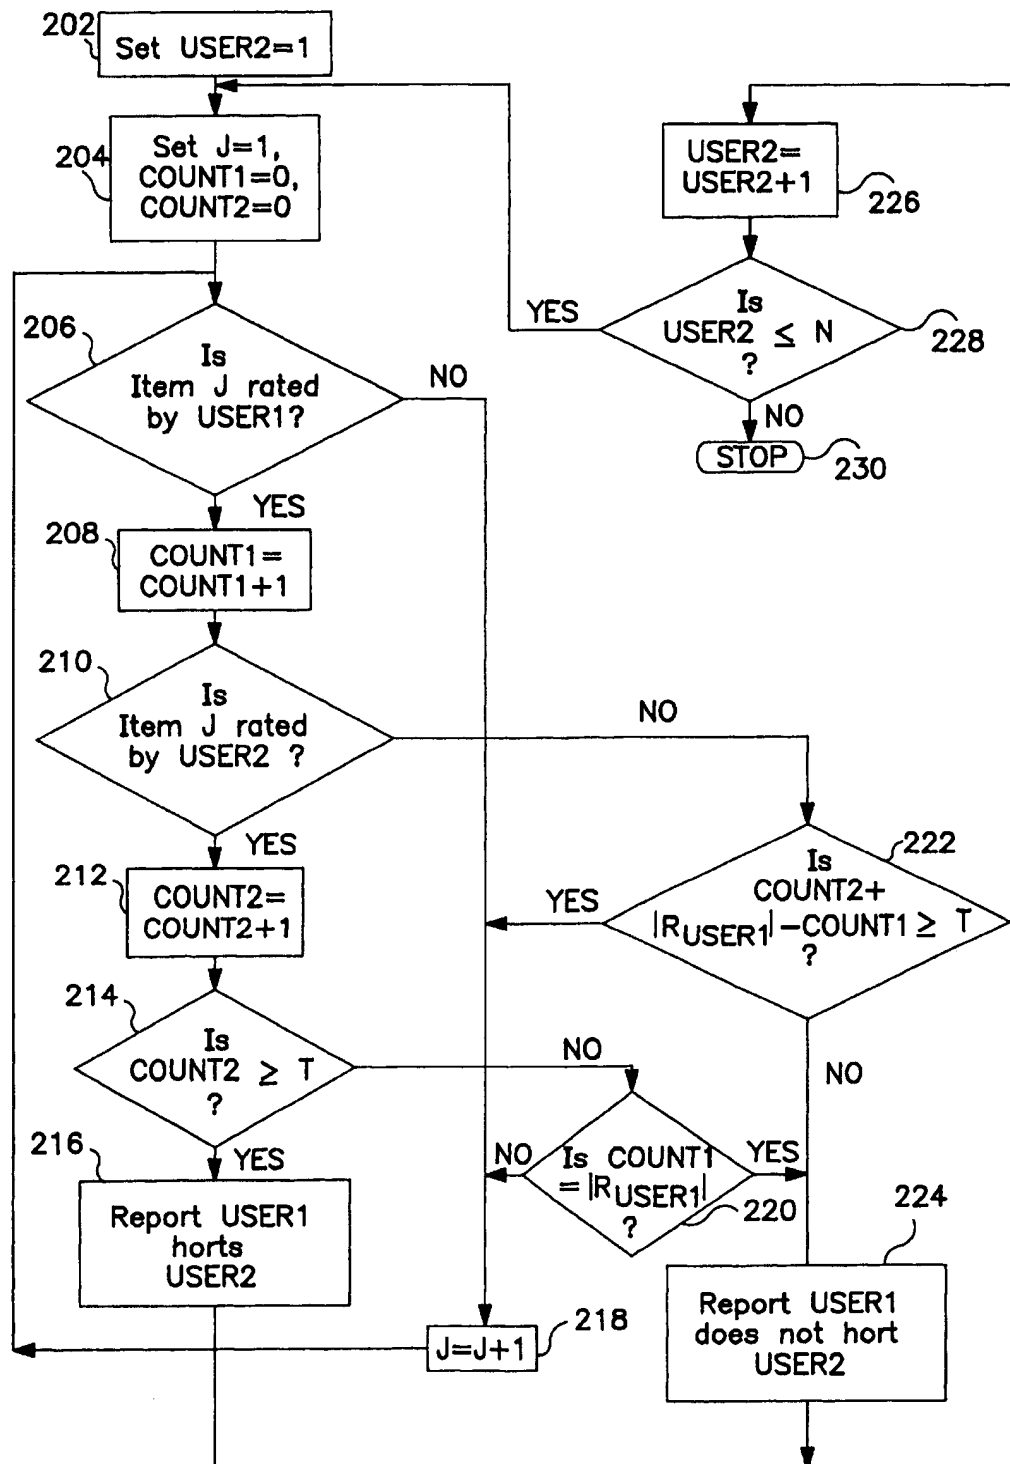 202
Set USER2=1
204
Set J=1,
COUNT1=0,
COUNT2=0
USER2=
USER2+1
226
YES
Is
USER2 ≤ N
?
228
NO
STOP
230
206
Is
Item J rated
by USER1?
NO
YES
208
COUNT1=
COUNT1+1
210
Is
Item J rated
by USER2 ?
NO
YES
212
COUNT2=
COUNT2+1
222
Is
COUNT2+
|RUSER1|-COUNT1 ≥ T
?
YES
NO
214
Is
COUNT2 ≥ T
?
NO
YES
216
Report USER1
horts
USER2
NO
Is COUNT1
=|RUSER1|
?
YES
220
224
Report USER1
does not hort
USER2
J=J+1
218